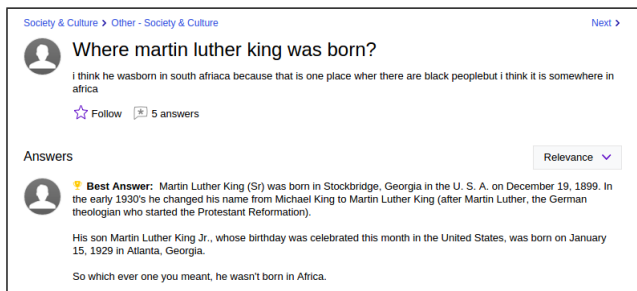 Society & Culture > Other - Society & Culture
Next >
Where martin luther king was born?
i think he wasborn in south afriaca because that is one place wher there are black peoplebut i think it is somewhere in
africa
Follow 5 answers
Answers
Relevance
Best Answer: Martin Luther King (Sr) was born in Stockbridge, Georgia in the U. S. A. on December 19, 1899. In
the early 1930's he changed his name from Michael King to Martin Luther King (after Martin Luther, the German
theologian who started the Protestant Reformation).
His son Martin Luther King Jr., whose birthday was celebrated this month in the United States, was born on January
15, 1929 in Atlanta, Georgia.
So which ever one you meant, he wasn't born in Africa.